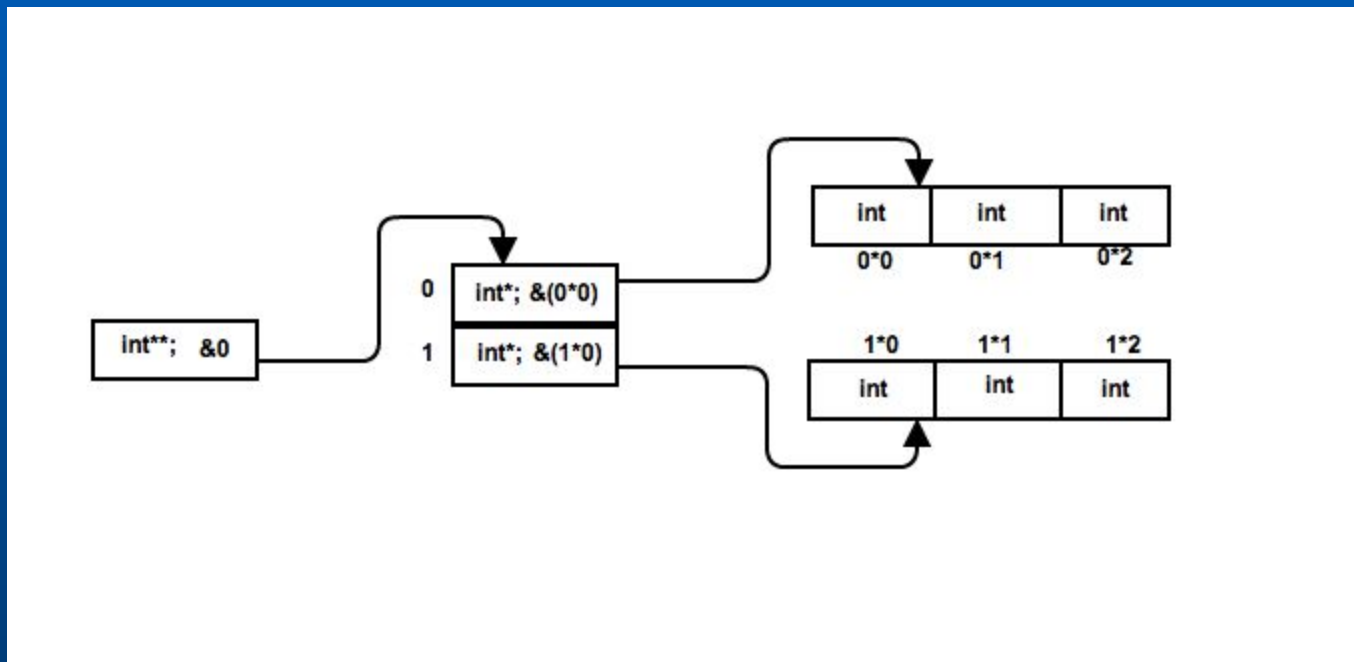 int**; &0
0
int*; &(0*0)
1
int*; &(1*0)
int int int
0*0 0*1 0*2
1*0 1*1 1*2
int int int